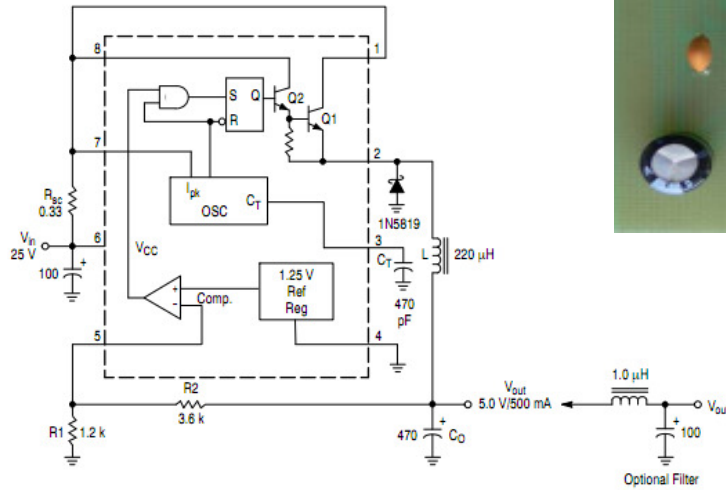 8
1
S
Q
Q2
Q1
R
7
2
Ipk
CT
OSC
1N5819
Rsc
0.33
Vin
25 V
6
VCC
3
CT
L
220 μH
100
+
+
-
Comp.
1.25 V
Ref
Reg
470
pF
5
4
R2
3.6 k
Vout
5.0 V/500 mA
1.0 μH
R1
1.2 k
470
+
CO
+
100
Optional Filter